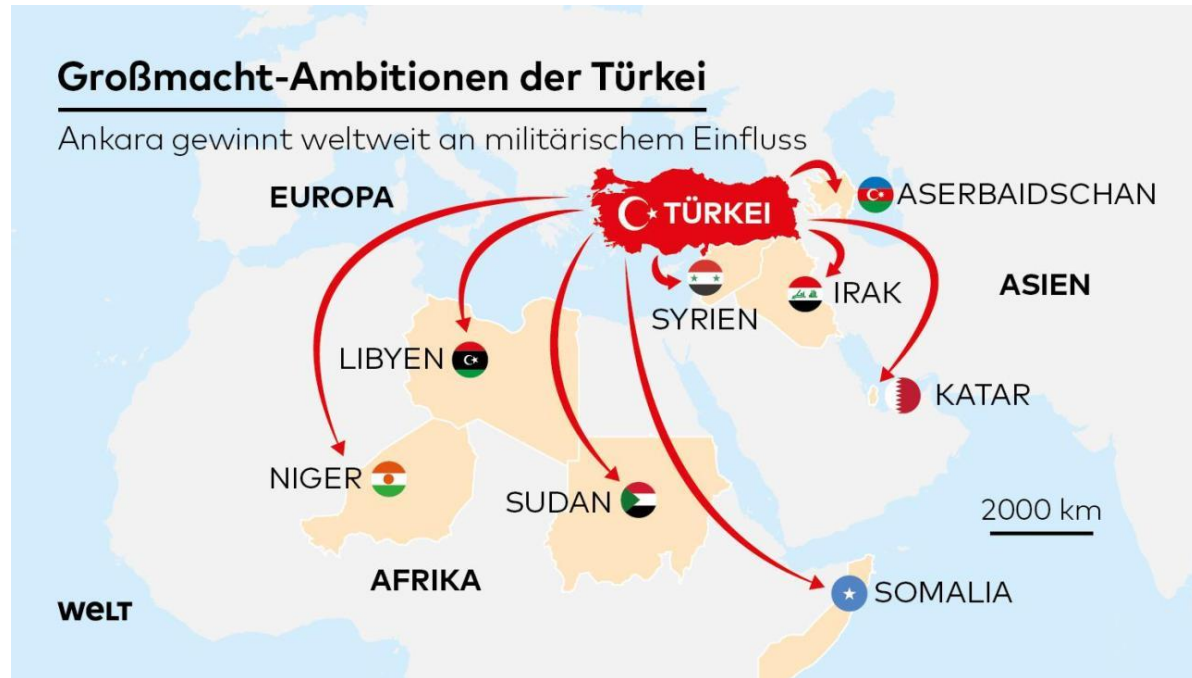 Großmacht-Ambitionen der Türkei
Ankara gewinnt weltweit an militärischem Einfluss
EUROPA
TÜRKEI
ASERBAIDSCHAN
ASIEN
SYRIEN
IRAK
LIBYEN
KATAR
NIGER
SUDAN
2000 km
AFRIKA
SOMALIA
WELT